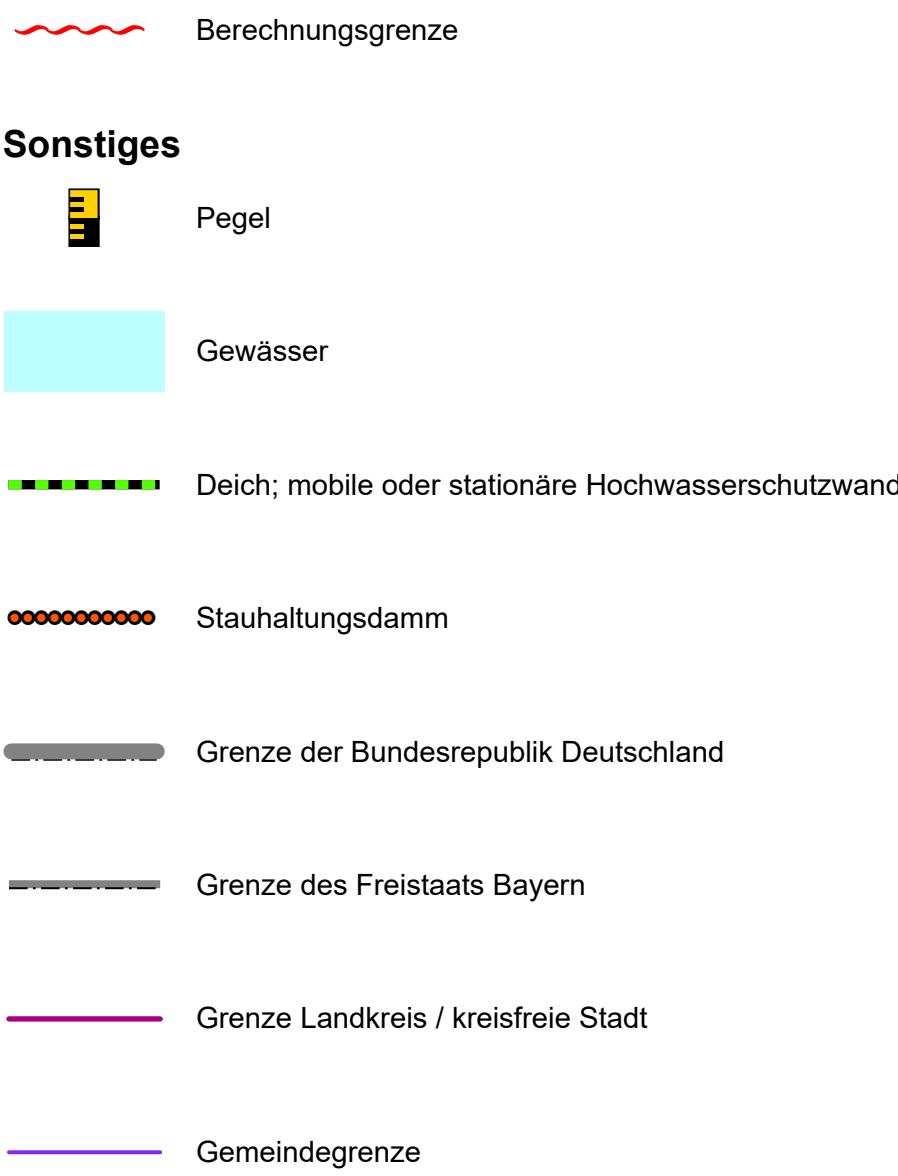 Berechnungsgrenze
Sonstiges
Pegel
Gewässer
Deich; mobile oder stationäre Hochwasserschutzwand
Stauhaltungsdamm
Grenze der Bundesrepublik Deutschland
Grenze des Freistaats Bayern
Grenze Landkreis / kreisfreie Stadt
Gemeindegrenze